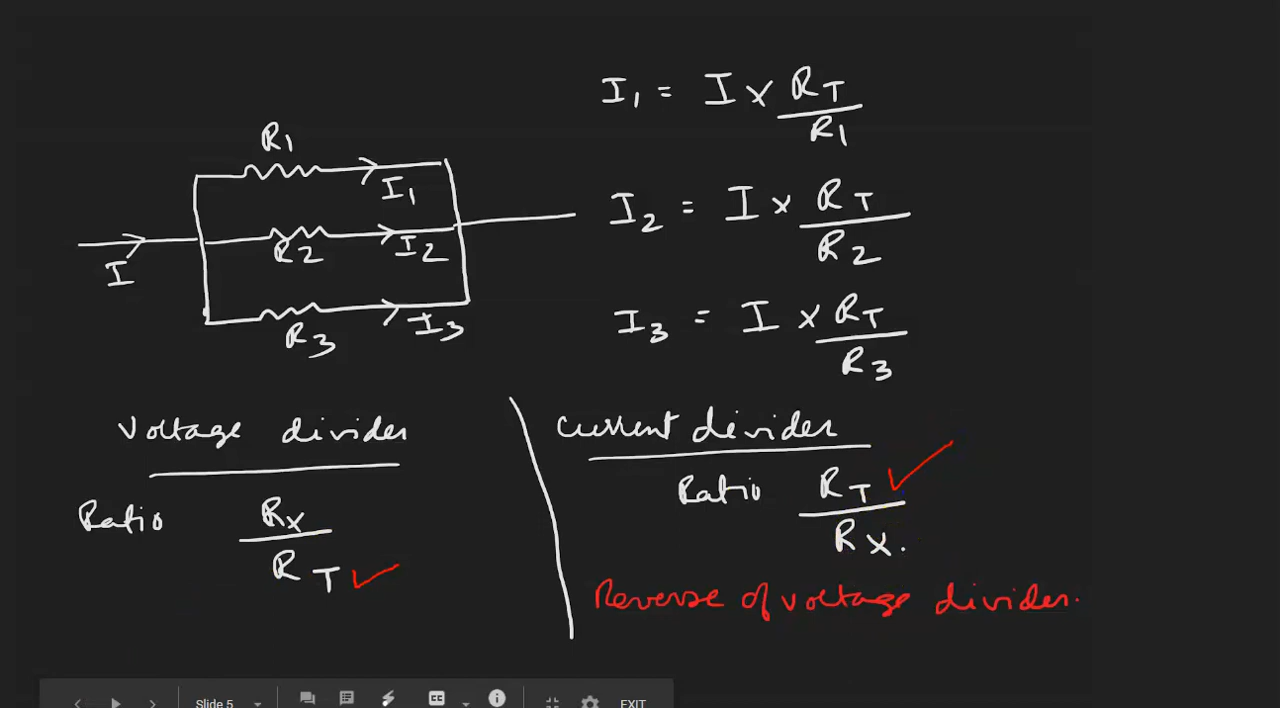 R1
I1
I
R2
I2
R3
I3
I1 = I × RT
R1
I2 = I × RT
R2
I3 = I × RT
R3
Voltage divider
Ratio RX
RT ✓
Current divider
Ratio RT ✓
RX.
Reverse of voltage divider.
Slide 5
CC
EXIT